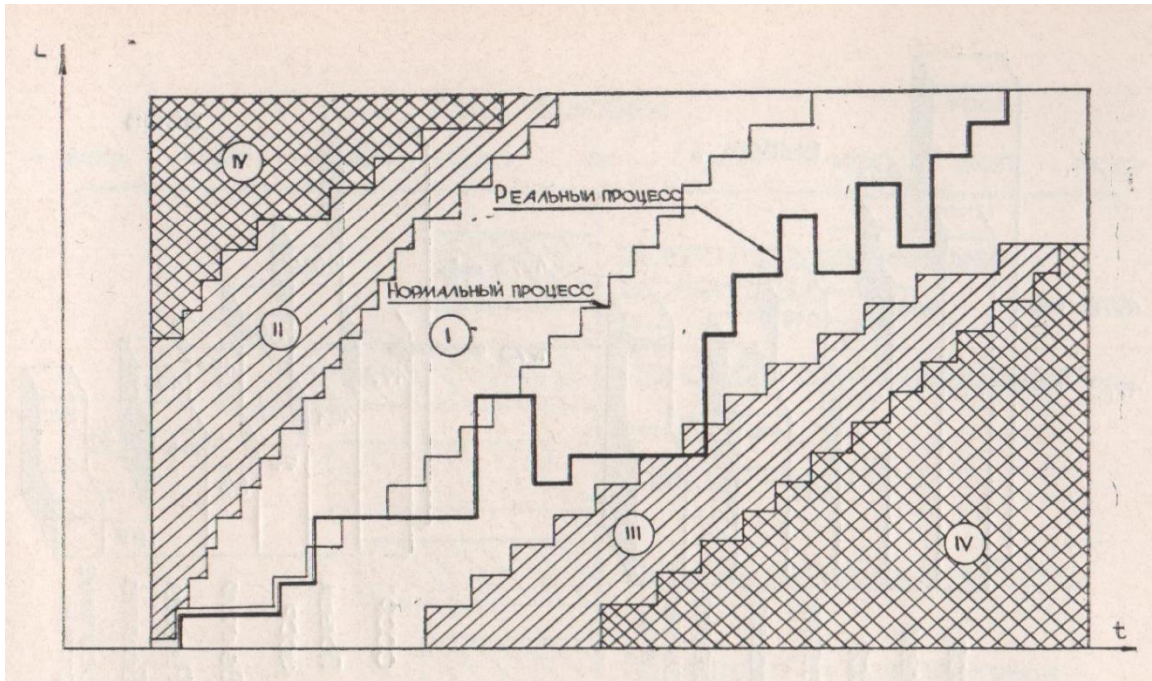 L
IV
РЕАЛЬНЫЙ ПРОЦЕСС
НОРМАЛЬНЫЙ ПРОЦЕСС
II
I
III
IV
t